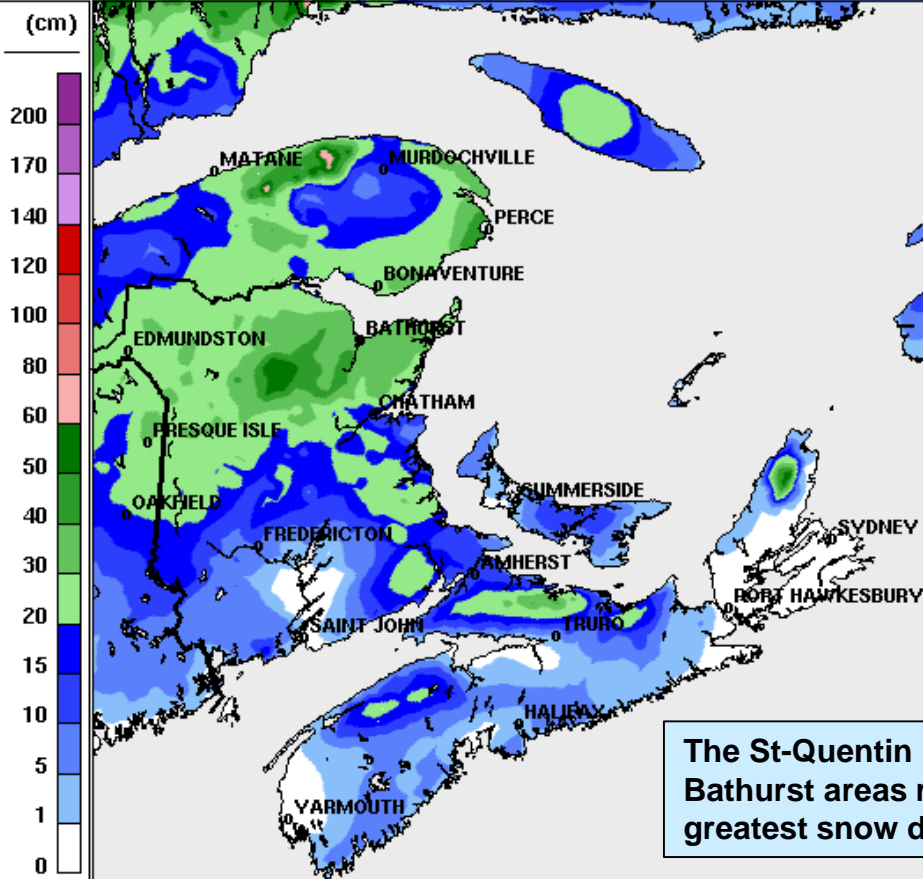 (cm)
200
170
140
120
100
80
60
50
40
30
20
15
10
5
1
0
MATANE
MURDOCHVILLE
PERCE
BONAVENTURE
BATHURST
EDMUNDSTON
CHATHAM
PRESQUE ISLE
SUMMERSIDE
OAKFIELD
SYDNEY
FREDERICTON
AMHERST
PORT HAWKESBURY
SAINT JOHN
TRURO
HALIFAX
YARMOUTH
The St-Quentin
Bathurst areas
greatest snow